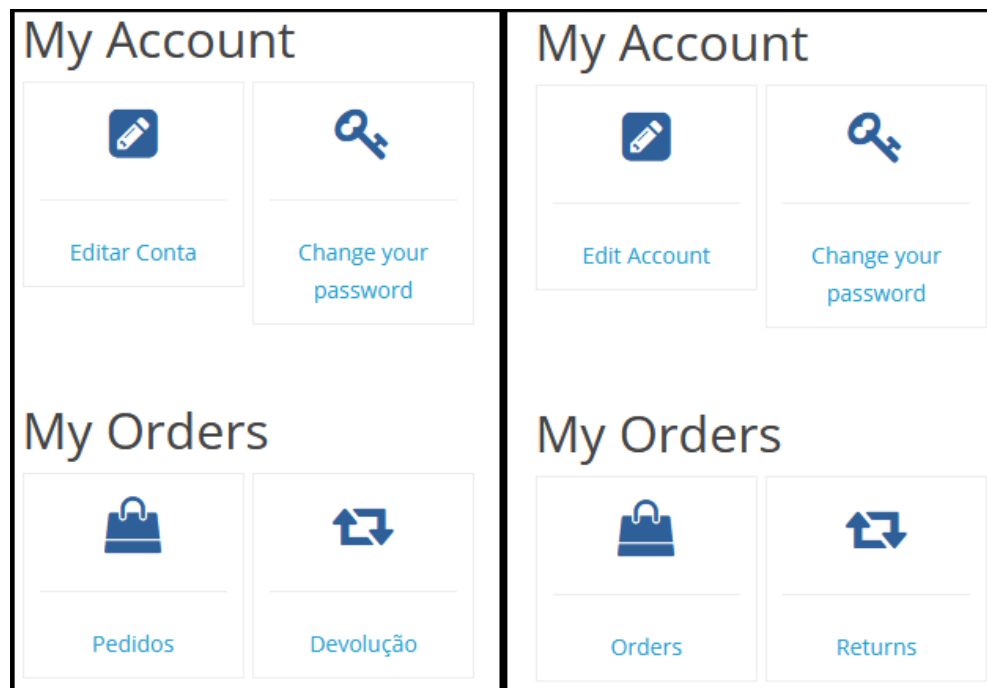 My Account
Editar Conta
Change your
password
My Orders
Pedidos
Devolução
My Account
Edit Account
Change your
password
My Orders
Orders
Returns